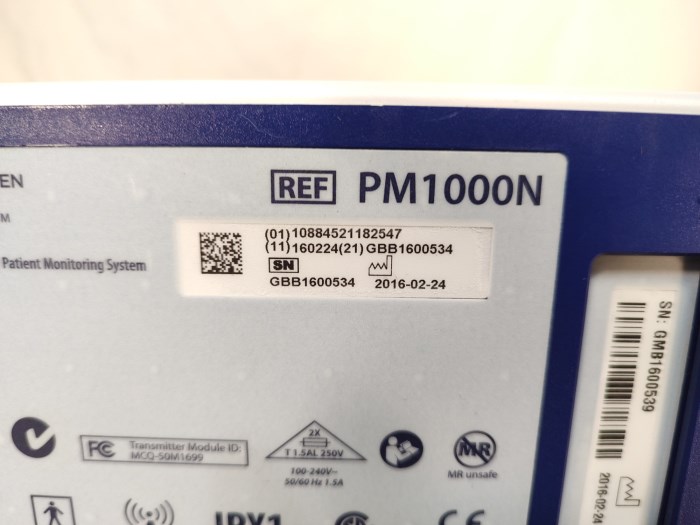 EN
REF PM1000N
M
(01)10884521182547
(11)160224(21)GBB1600534
Patient Monitoring System
SN
GBB1600534 2016-02-24
SN: GMB1600539
2016-02-24
2X
T 1.5AL 250V
FC Transmitter Module ID:
MCQ-50M1699
100-240V~
50/60 Hz 1.5A
MR
MR unsafe
IPX1
CE